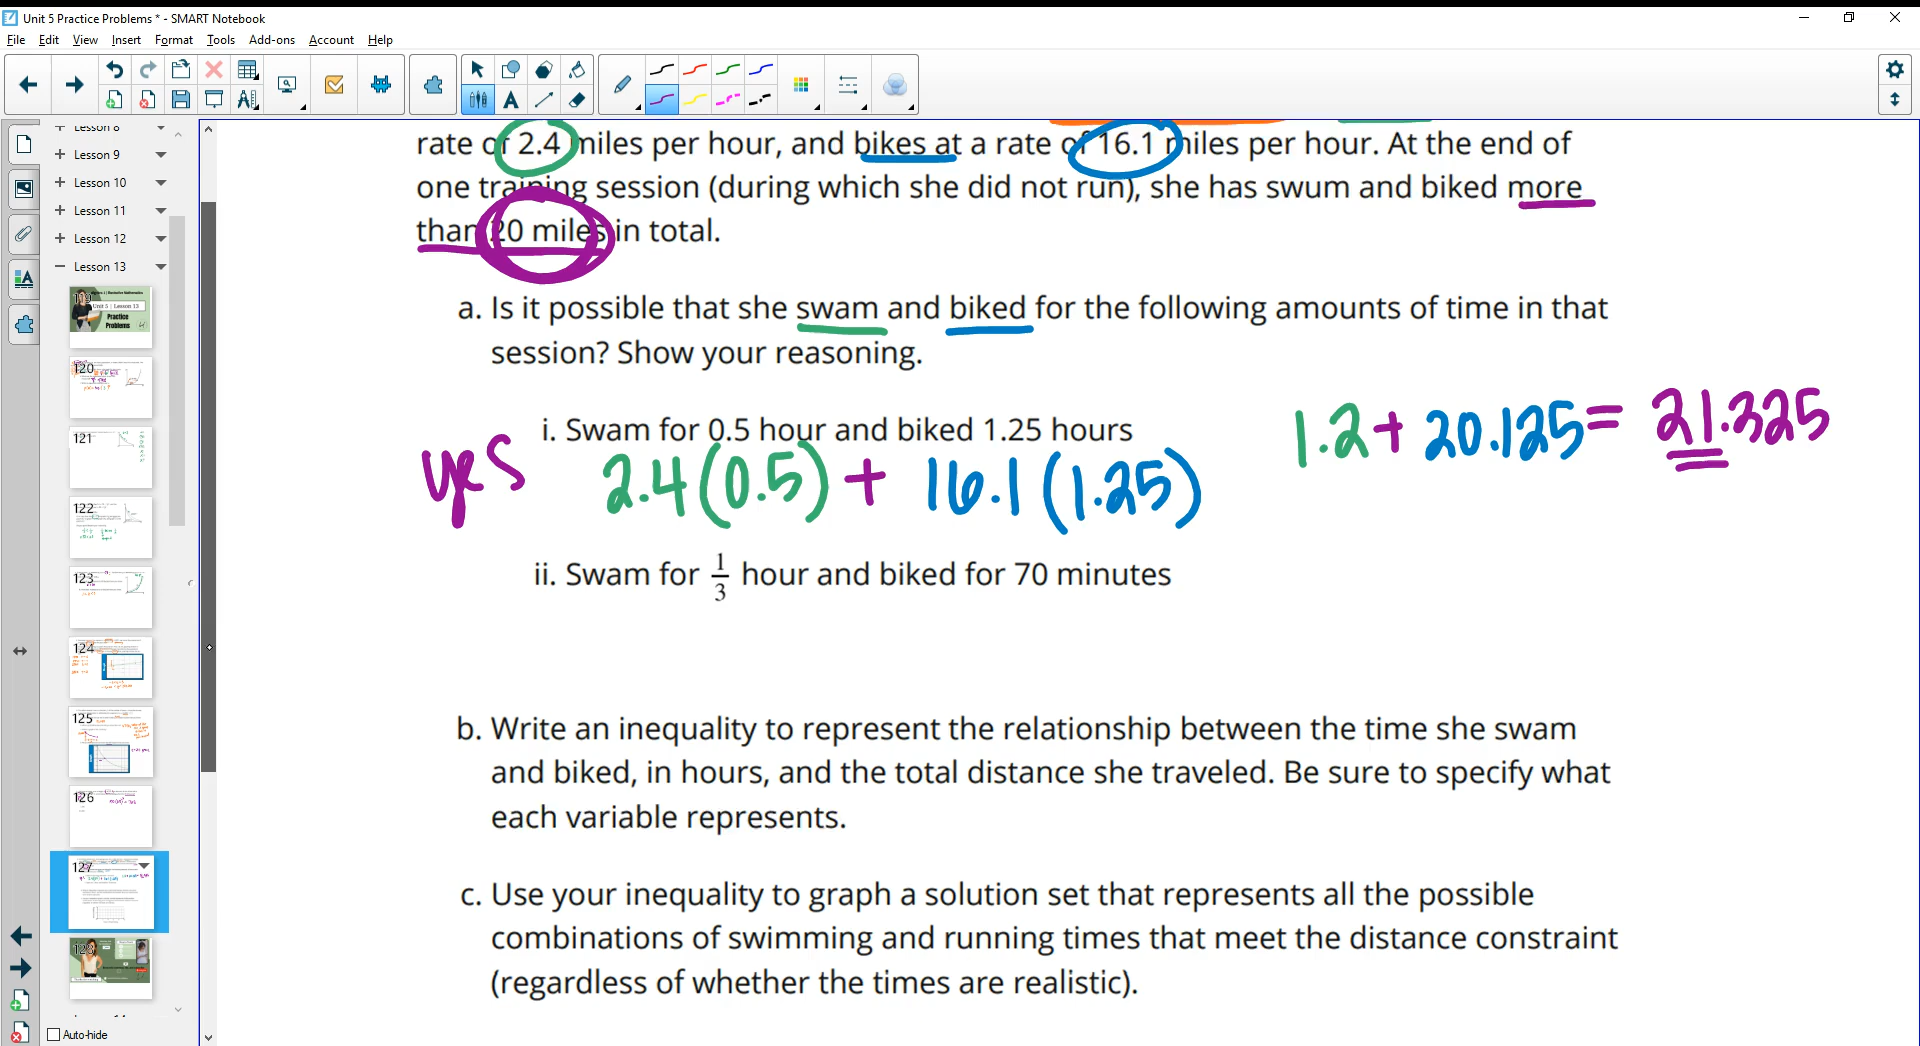 Unit 5 Practice Problems * - SMART Notebook
File Edit View Insert Format Tools Add-ons Account Help
Lesson 8
Lesson 9
Lesson 10
Lesson 11
Lesson 12
Lesson 13
119
Unit 5 | Lesson 13
Practice
Problems
120
121
122
123
124
125
126
127
128
Auto-hide
rate of 2.4 miles per hour, and bikes at a rate of 16.1 miles per hour. At the end of
one training session (during which she did not run), she has swum and biked more
than 20 miles in total.
a. Is it possible that she swam and biked for the following amounts of time in that
session? Show your reasoning.
i. Swam for 0.5 hour and biked 1.25 hours
1.2 + 20.125 = 21.325
yes 2.4(0.5) + 16.1(1.25)
ii. Swam for 1/3 hour and biked for 70 minutes
b. Write an inequality to represent the relationship between the time she swam
and biked, in hours, and the total distance she traveled. Be sure to specify what
each variable represents.
c. Use your inequality to graph a solution set that represents all the possible
combinations of swimming and running times that meet the distance constraint
(regardless of whether the times are realistic).